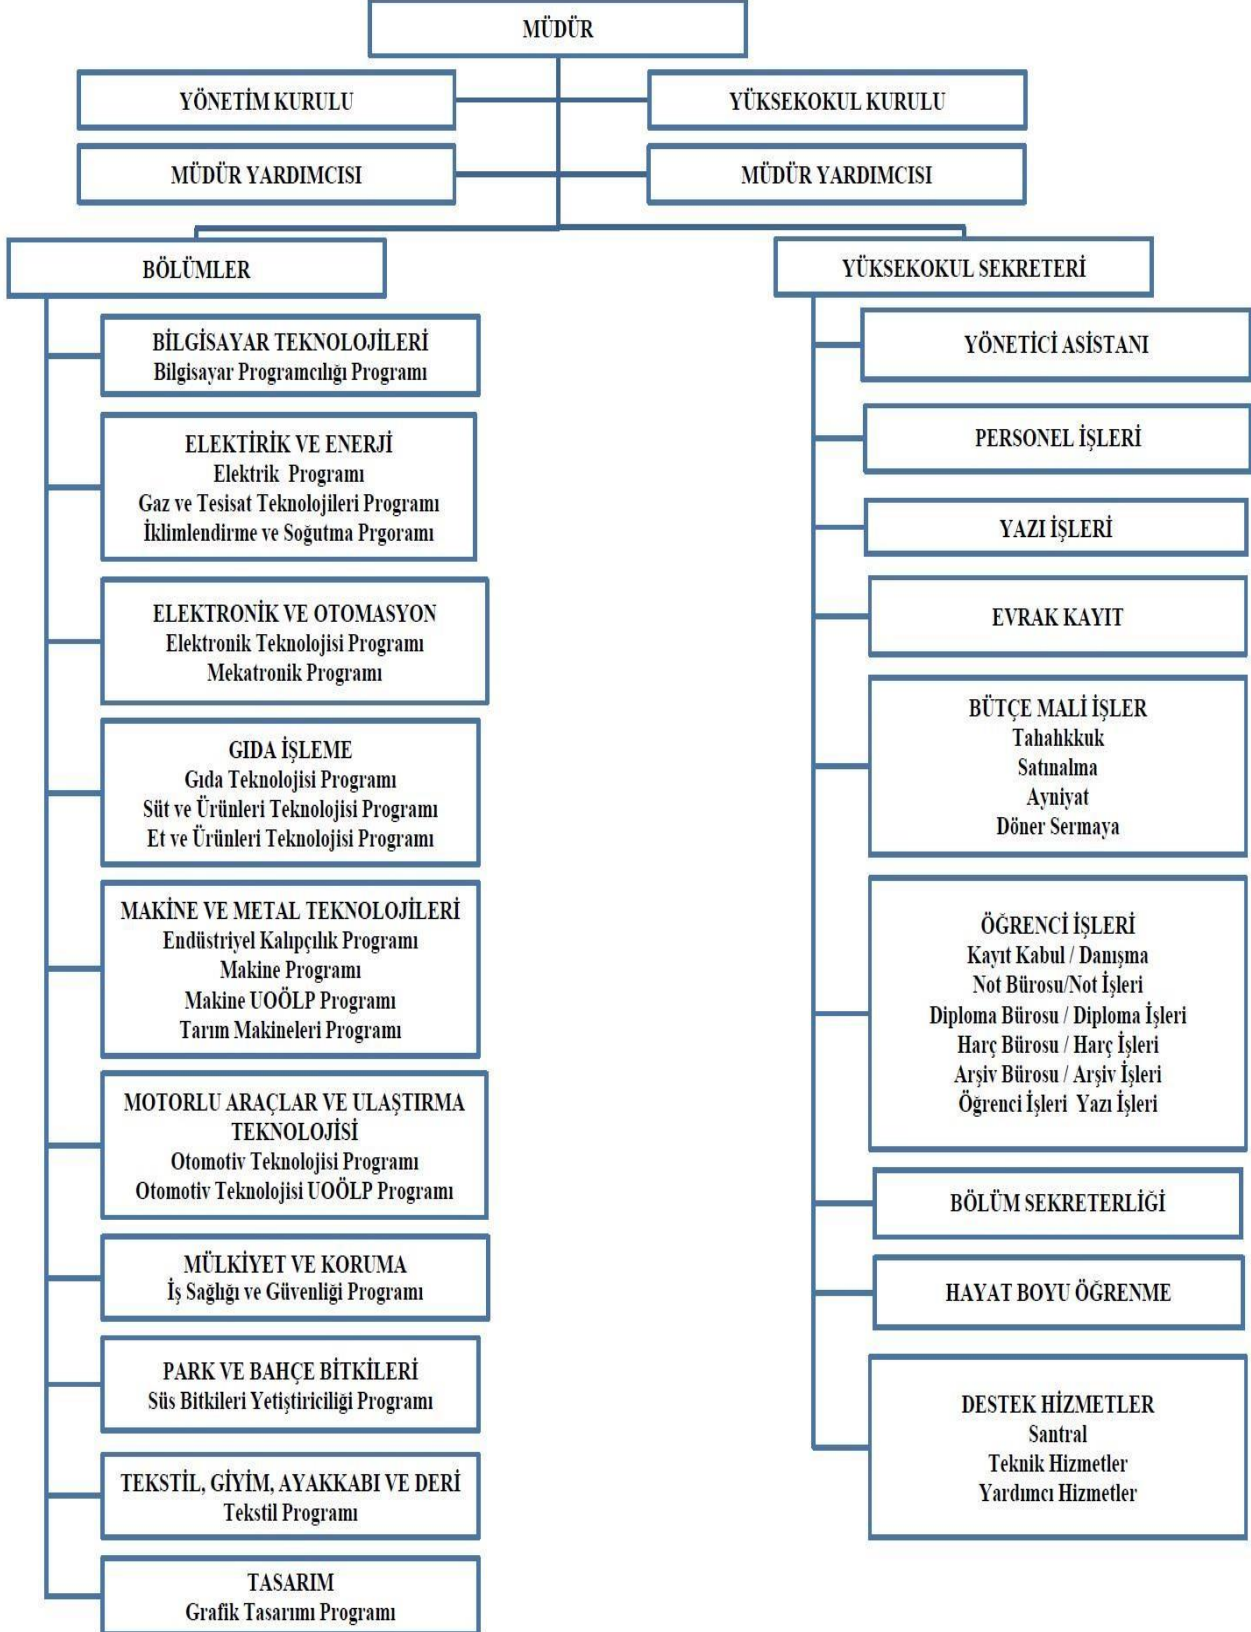 MÜDÜR
YÖNETİM KURULU
YÜKSEKOKUL KURULU
MÜDÜR YARDIMCISI
MÜDÜR YARDIMCISI
BÖLÜMLER
BİLGİSAYAR TEKNOLOJİLERİ
Bilgisayar Programcılığı Programı
ELEKTİRİK VE ENERJİ
Elektrik Programı
Gaz ve Tesisat Teknolojileri Programı
İklimlendirme ve Soğutma Prgoramı
ELEKTRONİK VE OTOMASYON
Elektronik Teknolojisi Programı
Mekatronik Programı
GIDA İŞLEME
Gıda Teknolojisi Programı
Süt ve Ürünleri Teknolojisi Programı
Et ve Ürünleri Teknolojisi Programı
MAKİNE VE METAL TEKNOLOJİLERİ
Endüstriyel Kalıpçılık Programı
Makine Programı
Makine UOÖLP Programı
Tarım Makineleri Programı
MOTORLU ARAÇLAR VE ULAŞTIRMA
TEKNOLOJİSİ
Otomotiv Teknolojisi Programı
Otomotiv Teknolojisi UOÖLP Programı
MÜLKİYET VE KORUMA
İş Sağlığı ve Güvenliği Programı
PARK VE BAHÇE BİTKİLERİ
Süs Bitkileri Yetiştiriciliği Programı
TEKSTİL, GİYİM, AYAKKABI VE DERİ
Tekstil Programı
TASARIM
Grafik Tasarımı Programı
YÜKSEKOKUL SEKRETERİ
YÖNETİCİ ASİSTANI
PERSONEL İŞLERİ
YAZI İŞLERİ
EVRAK KAYIT
BÜTÇE MALİ İŞLER
Tahahkkuk
Satınalma
Ayniyat
Döner Sermaya
ÖĞRENCİ İŞLERİ
Kayıt Kabul / Danışma
Not Bürosu/Not İşleri
Diploma Bürosu / Diploma İşleri
Harç Bürosu / Harç İşleri
Arşiv Bürosu / Arşiv İşleri
Öğrenci İşleri Yazı İşleri
BÖLÜM SEKRETERLİĞİ
HAYAT BOYU ÖĞRENME
DESTEK HİZMETLER
Santral
Teknik Hizmetler
Yardımcı Hizmetler